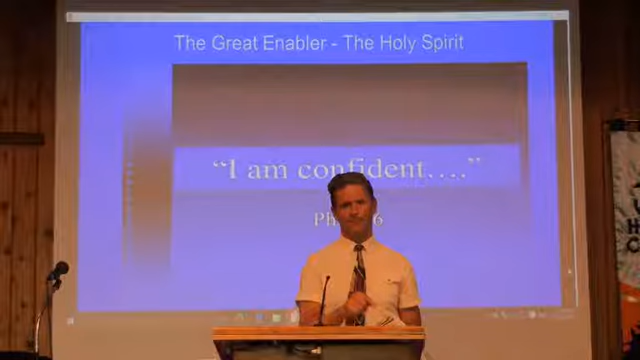 The Great Enabler - The Holy Spirit
“I am confident….”